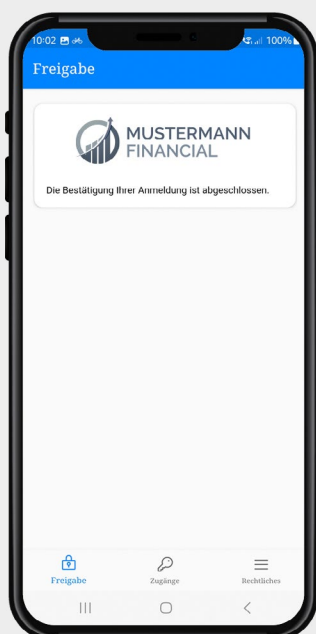 10:02
100%
Freigabe
MUSTERMANN
FINANCIAL
Die Bestätigung Ihrer Anmeldung ist abgeschlossen.
Freigabe
Zugänge
Rechtliches